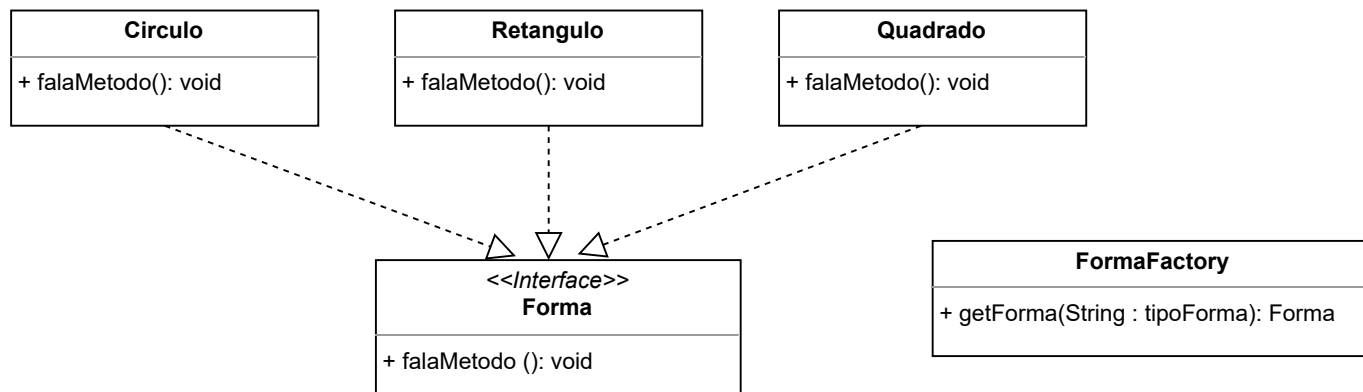 Circulo
+ falaMetodo(): void
Retangulo
+ falaMetodo(): void
Quadrado
+ falaMetodo(): void
<<Interface>>
Forma
+ falaMetodo (): void
FormaFactory
+ getForma(String : tipoForma): Forma